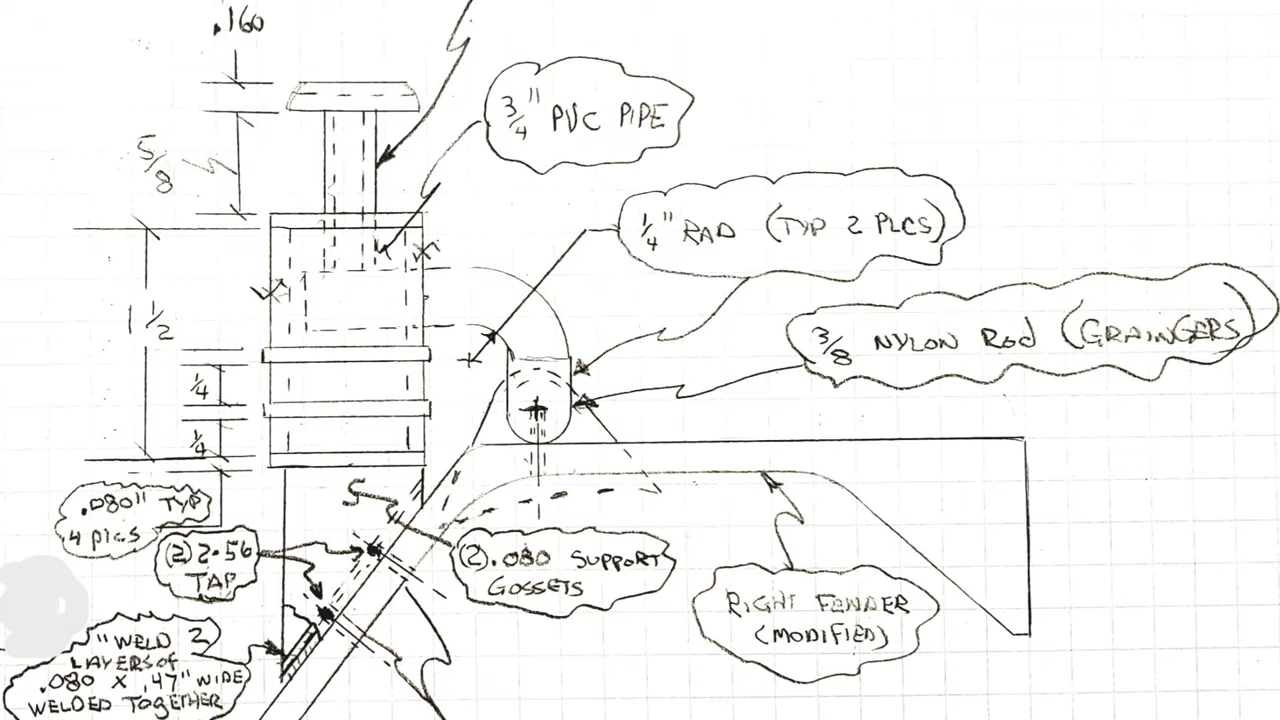 .160
3/4" PVC PIPE
5/8
1/4" RAD (TYP 2 PLCS)
1 1/2
3/8 NYLON ROD (GRAINGERS)
1/4
1/4
.080" TYP
4 plcs
(2) 2-56
TAP
(2) .080 SUPPORT
GOSSETS
RIGHT FENDER
(MODIFIED)
"WELD 2
LAYERS of
.080 X .47" WIDE
WELDED TOGETHER